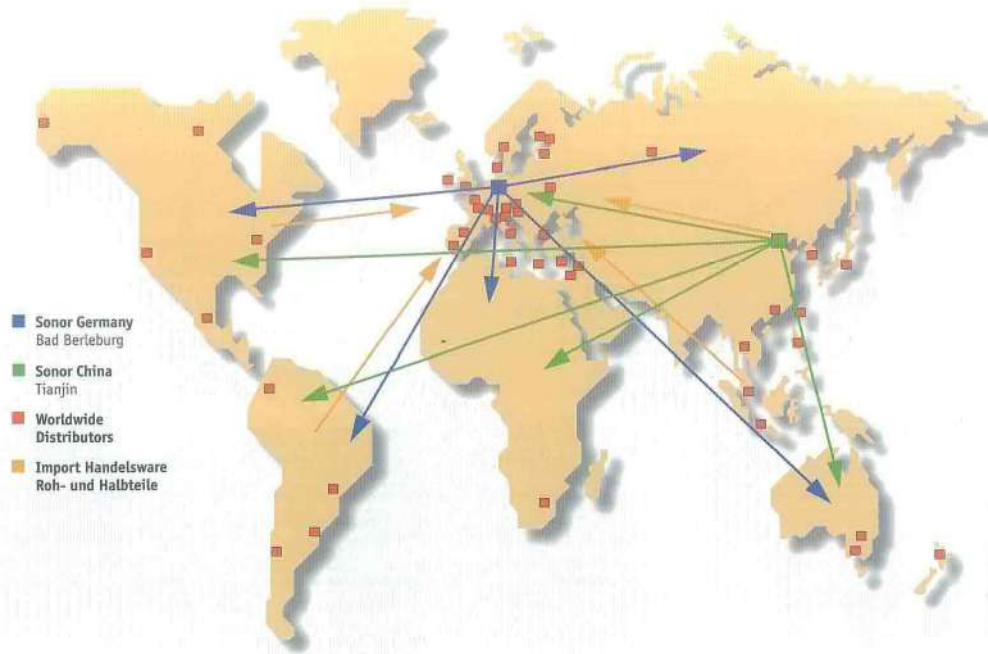 Sonor Germany
Bad Berleburg
Sonor China
Tianjin
Worldwide
Distributors
Import Handelsware
Roh- und Halbteile